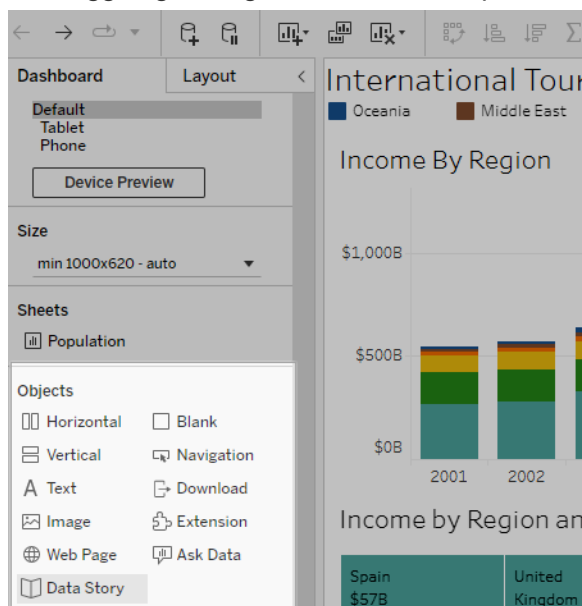 Dashboard Layout
Default
Tablet
Phone
Device Preview
Size
min 1000x620 - auto
Sheets
Population
Objects
Horizontal Blank
Vertical Navigation
Text Download
Image Extension
Web Page Ask Data
Data Story
International Tour
Oceania Middle East
Income By Region
$1,000B
$500B
$0B
2001 2002
Income by Region an
Spain United
$57B Kingdom